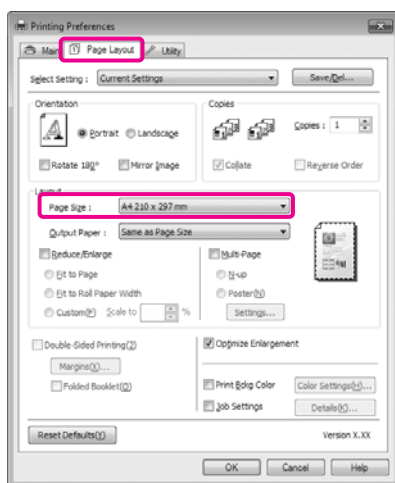 Printing Preferences
Main Page Layout Utility
Select Setting : Current Settings Save/Del...
Orientation Copies
A Portrait Landscape Copies : 1
Rotate 180° Mirror Image Collate Reverse Order
Layout
Page Size : A4 210 x 297 mm
Output Paper : Same as Page Size
Reduce/Enlarge Multi-Page
Fit to Page N-up
Fit to Roll Paper Width Poster(N)
Custom(F) Scale to % Settings...
Double-Sided Printing(2) Optimize Enlargement
Margins(X)...
Folded Booklet(Q) Print Bckg Color Color Settings(H)...
Job Settings Details(K)...
Reset Defaults(Y) Version X.XX
OK Cancel Help